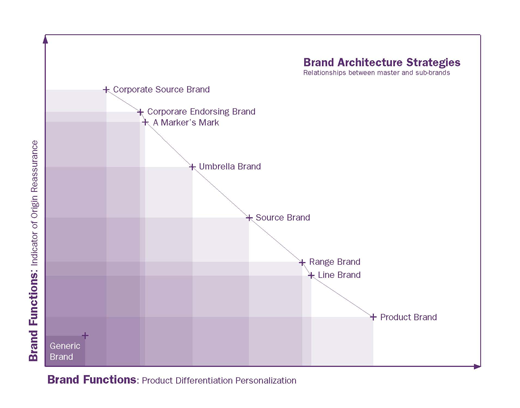 Brand Architecture Strategies
Relationships between master and sub-brands
Corporate Source Brand
Corporare Endorsing Brand
A Marker's Mark
Umbrella Brand
Source Brand
Range Brand
Line Brand
Product Brand
Generic
Brand
Brand Functions: Indicator of Origin Reassurance
Brand Functions: Product Differentiation Personalization